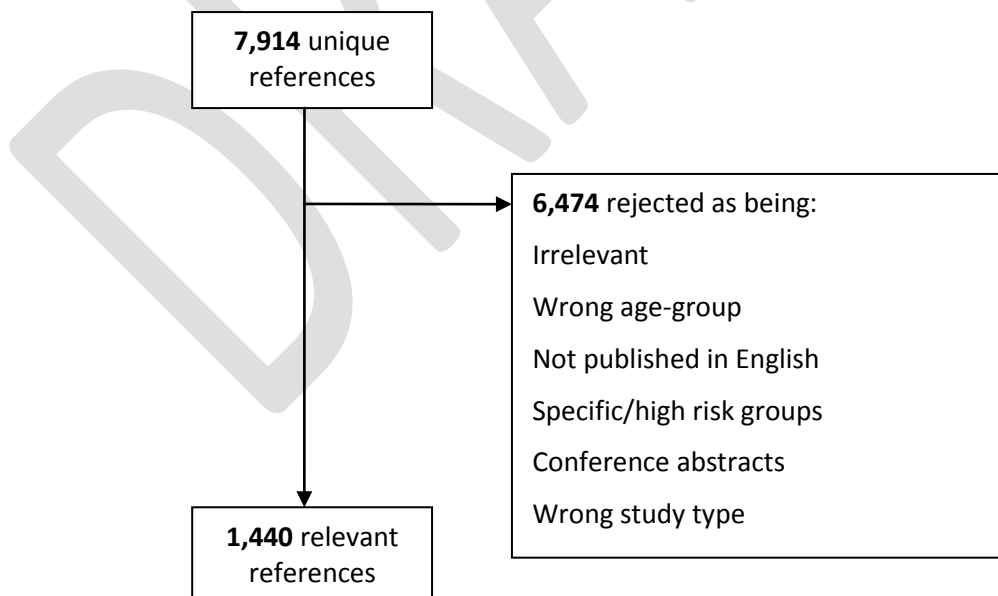 7,914 unique
references
6,474 rejected as being:
Irrelevant
Wrong age-group
Not published in English
Specific/high risk groups
Conference abstracts
Wrong study type
1,440 relevant
references